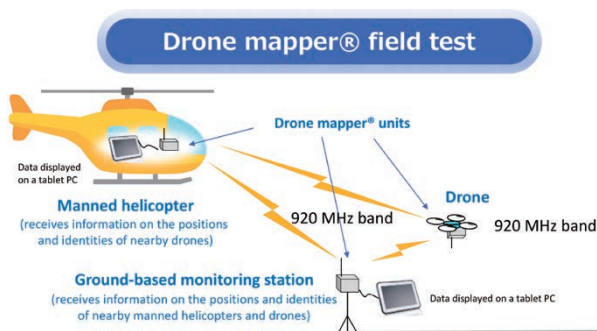 Drone mapper® field test
Drone mapper® units
Data displayed
on a tablet PC
Manned helicopter
(receives information on the positions
and identities of nearby drones)
Drone
920 MHz band
920 MHz band
Ground-based monitoring station
(receives information on the positions and identities
of nearby manned helicopters and drones)
Data displayed on a tablet PC